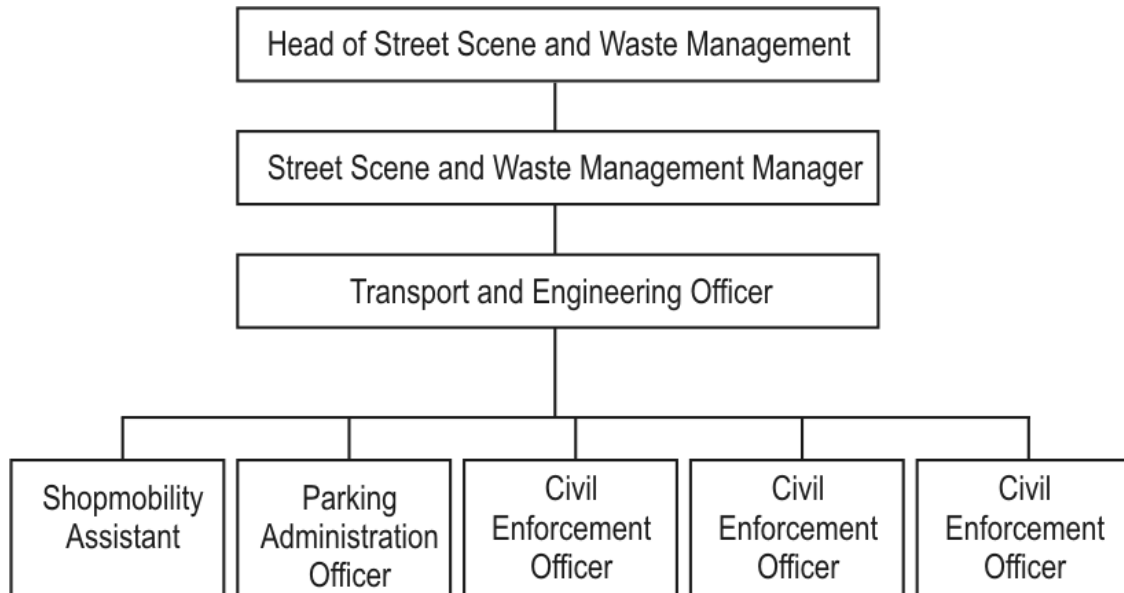 Head of Street Scene and Waste Management
Street Scene and Waste Management Manager
Transport and Engineering Officer
Shopmobility
Assistant
Parking
Administration
Officer
Civil
Enforcement
Officer
Civil
Enforcement
Officer
Civil
Enforcement
Officer